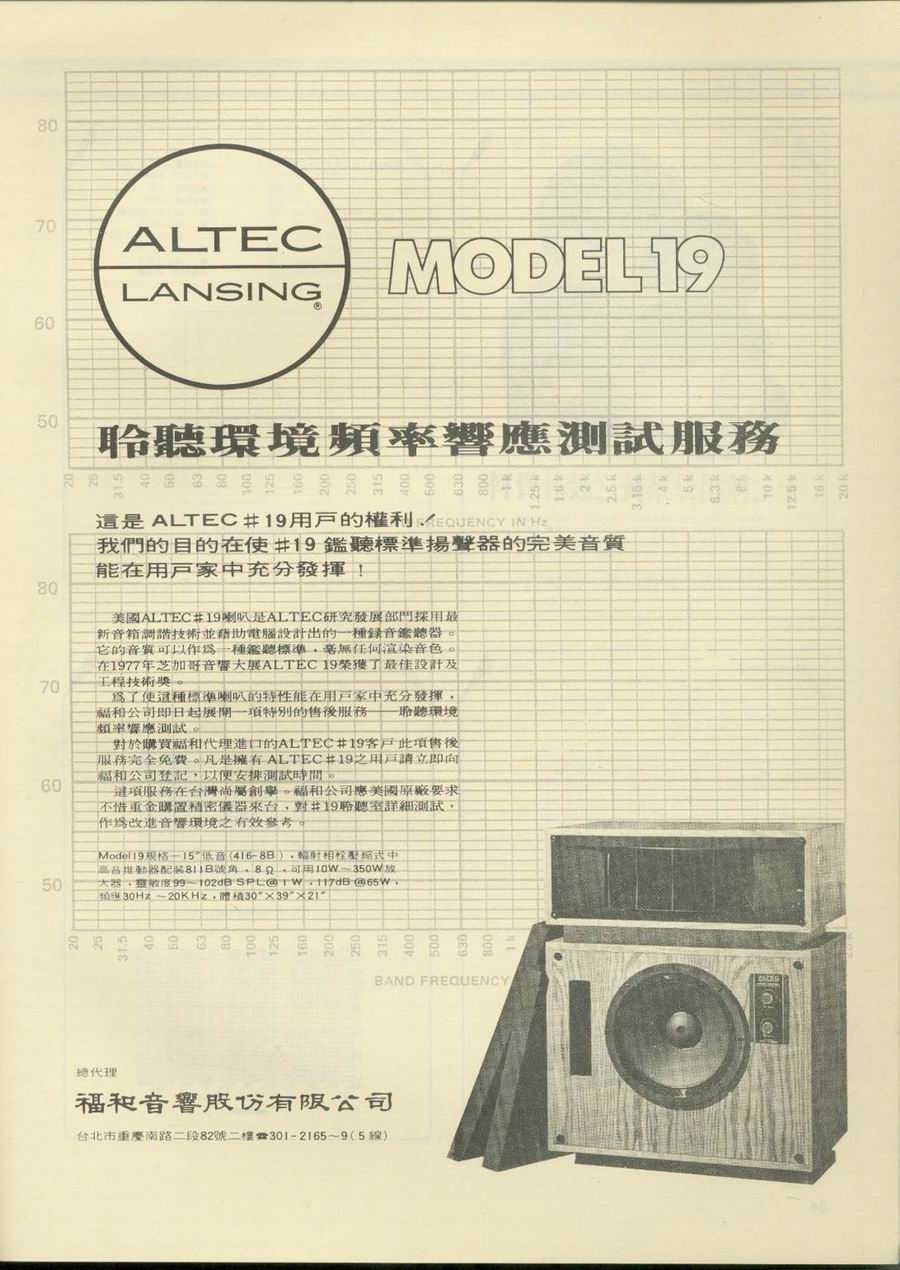 80
70
60
50
ALTEC
LANSING®
MODEL 19
聆聽環境頻率響應測試服務
20 25 31.5 40 50 63 80 100 125 160 200 250 315 400 500 630 800 1k 1.25k 1.6k 2k 2.5k 3.15k 4k 5k 6.3k 8k 10k 12.5k 16k 20k
FREQUENCY IN Hz
這是 ALTEC #19用戶的權利!
我們的目的在使 #19 鑑聽標準揚聲器的完美音質
能在用戶家中充分發揮！
80
70
60
50
美國ALTEC#19喇叭是ALTEC研究發展部門採用最
新音箱調諧技術並藉助電腦設計出的一種錄音鑑聽器。
它的音質可以作爲一種鑑聽標準，毫無任何渲染音色。
在1977年芝加哥音響大展ALTEC 19榮獲了最佳設計及
工程技術獎。
爲了使這種標準喇叭的特性能在用戶家中充分發揮，
福和公司即日起展開一項特別的售後服務——聆聽環境
頻率響應測試。
對於購買福和代理進口的ALTEC#19客戶此項售後
服務完全免費。凡是擁有 ALTEC#19之用戶請立即向
福和公司登記，以便安排測試時間。
這項服務在台灣尚屬創舉。福和公司應美國原廠要求
不惜重金購置精密儀器來台，對#19聆聽室詳細測試，
作爲改進音響環境之有效參考。
Model19規格—15″低音(416-8B)，輻射相栓壓縮式中
高音推動器配裝811B號角，8Ω，可用10W～350W放
大器，靈敏度99～102dB SPL@1W，117dB@65W，
頻應30Hz～20KHz，體積30″×39″×21″
20 25 31.5 40 50 63 80 100 125 160 200 250 315 400 500 630 800 1k
BAND FREQUENCY
ALTEC
總代理
福和音響股份有限公司
台北市重慶南路二段82號二樓☎301-2165～9(5線)